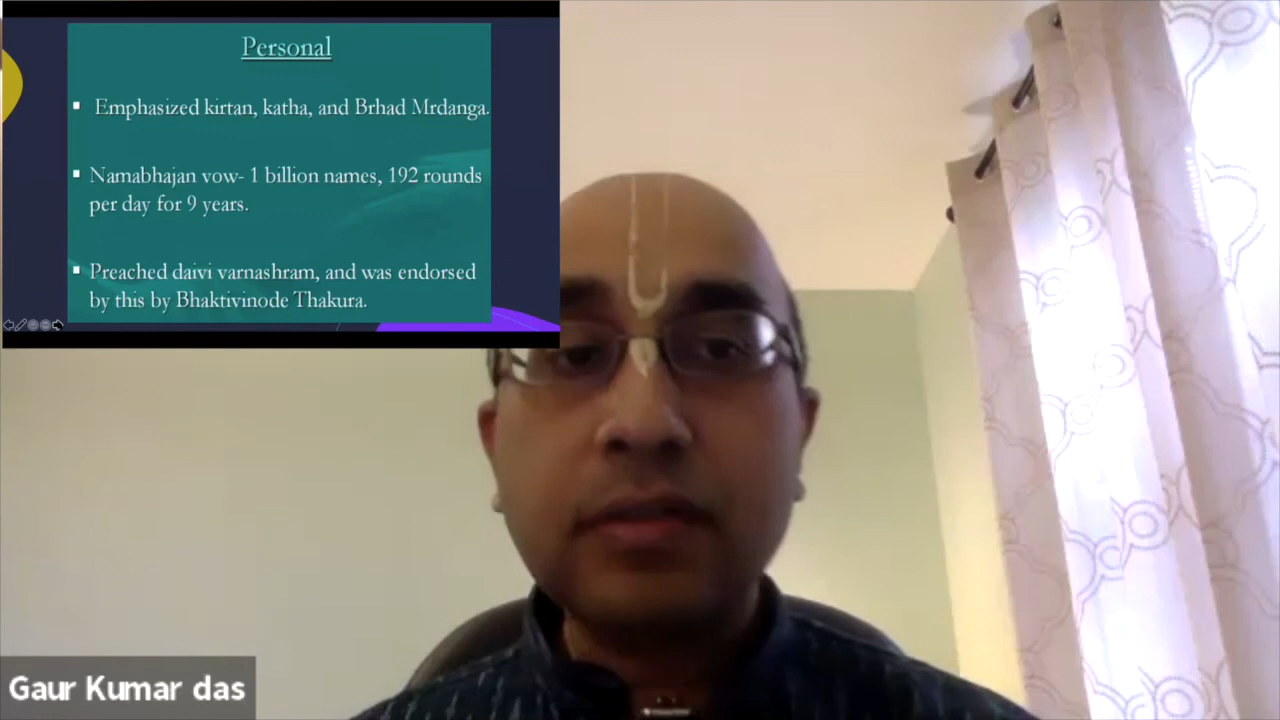 Personal
▪ Emphasized kirtan, katha, and Brhad Mrdanga.
▪ Namabhajan vow- 1 billion names, 192 rounds
per day for 9 years.
▪ Preached daivi varnashram, and was endorsed
by this by Bhaktivinode Thakura.
Gaur Kumar das